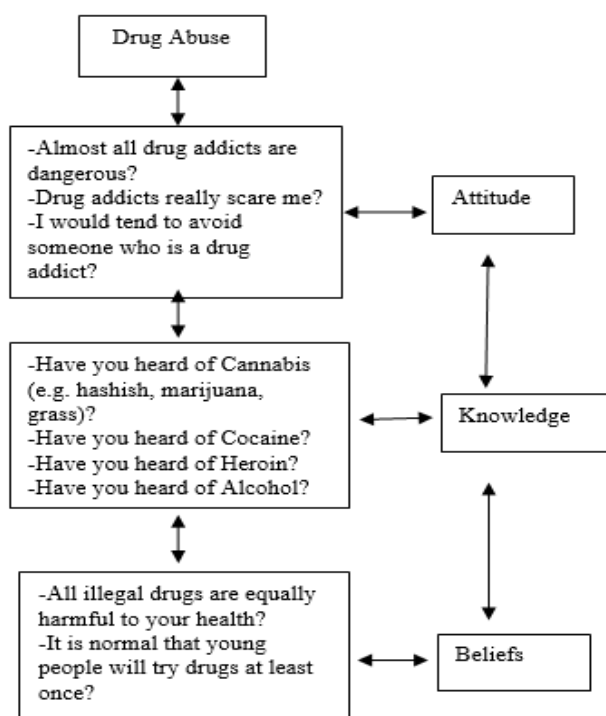 Drug Abuse
-Almost all drug addicts are
dangerous?
-Drug addicts really scare me?
-I would tend to avoid
someone who is a drug
addict?
Attitude
-Have you heard of Cannabis
(e.g. hashish, marijuana,
grass)?
-Have you heard of Cocaine?
-Have you heard of Heroin?
-Have you heard of Alcohol?
Knowledge
-All illegal drugs are equally
harmful to your health?
-It is normal that young
people will try drugs at least
once?
Beliefs